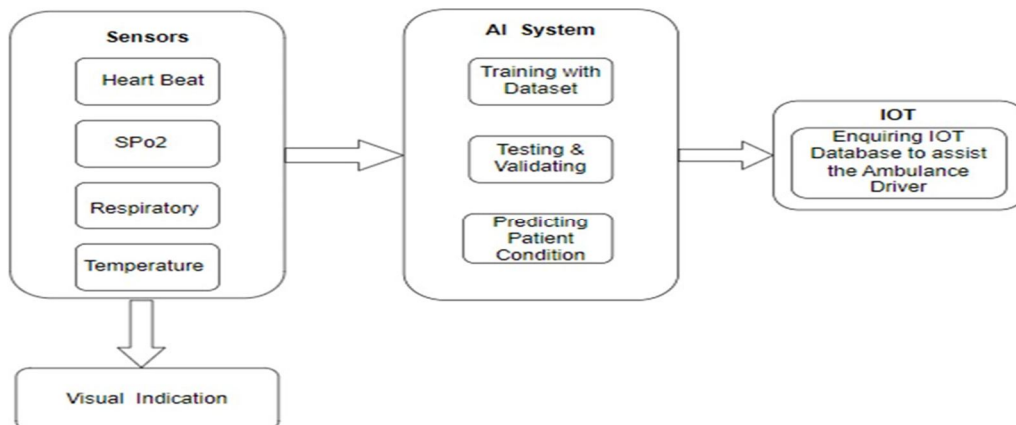 Sensors
Heart Beat
SPo2
Respiratory
Temperature
Visual Indication
AI System
Training with
Dataset
Testing &
Validating
Predicting
Patient
Condition
IOT
Enquiring IOT
Database to assist
the Ambulance
Driver